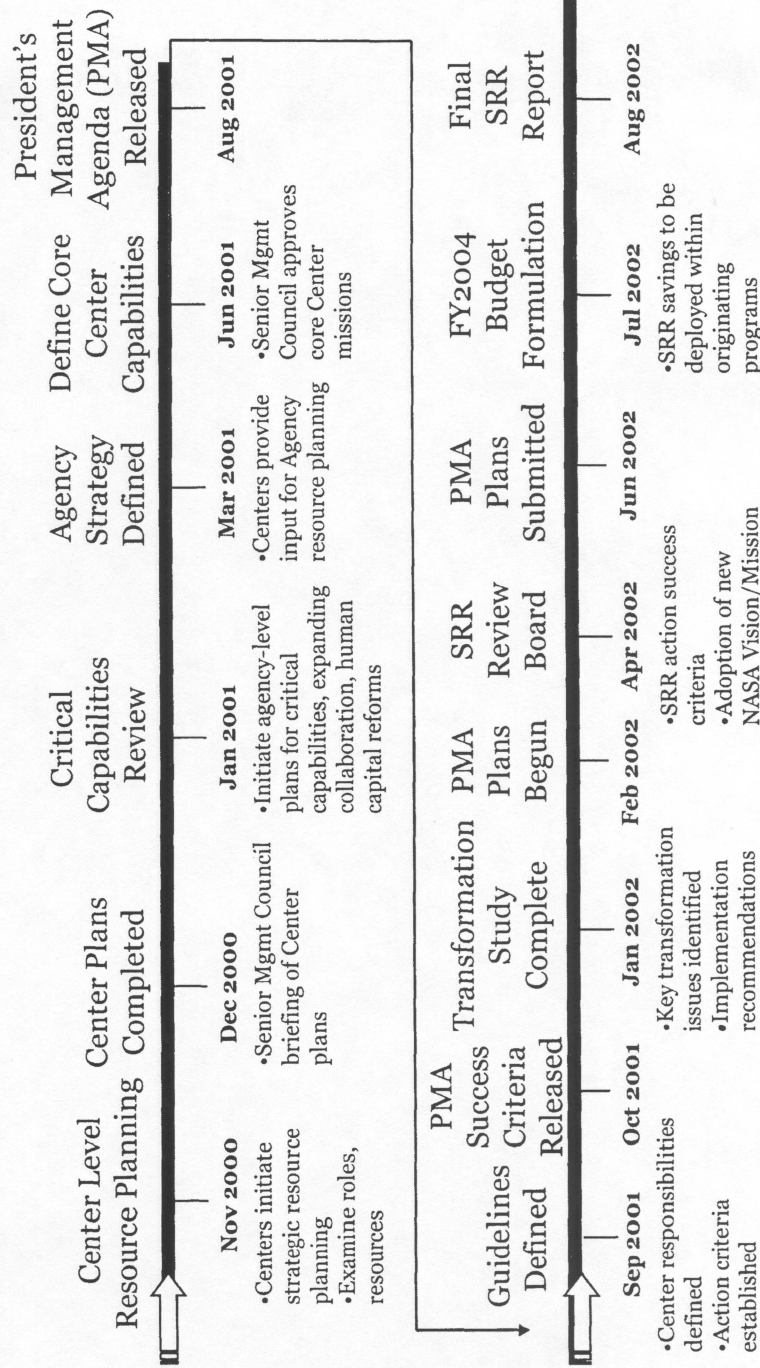 Center Level
Resource Planning
Center Plans
Completed
Critical
Capabilities
Review
Agency
Strategy
Defined
Define Core
Center
Capabilities
President's
Management
Agenda (PMA)
Released
Nov 2000
•Centers initiate
strategic resource
planning
•Examine roles,
resources
Dec 2000
•Senior Mgmt Council
briefing of Center
plans
Jan 2001
•Initiate agency-level
plans for critical
capabilities, expanding
collaboration, human
capital reforms
Mar 2001
•Centers provide
input for Agency
resource planning
Jun 2001
•Senior Mgmt
Council approves
core Center
missions
Aug 2001
Guidelines
Defined
PMA
Success
Criteria
Released
Transformation
Study
Complete
PMA
Plans
Begun
SRR
Review
Board
PMA
Plans
Submitted
FY2004
Budget
Formulation
Final
SRR
Report
Sep 2001
•Center responsibilities
defined
•Action criteria
established
Oct 2001
Jan 2002
•Key transformation
issues identified
•Implementation
recommendations
Feb 2002
Apr 2002
•SRR action success
criteria
•Adoption of new
NASA Vision/Mission
Jun 2002
Jul 2002
•SRR savings to be
deployed within
originating
programs
Aug 2002